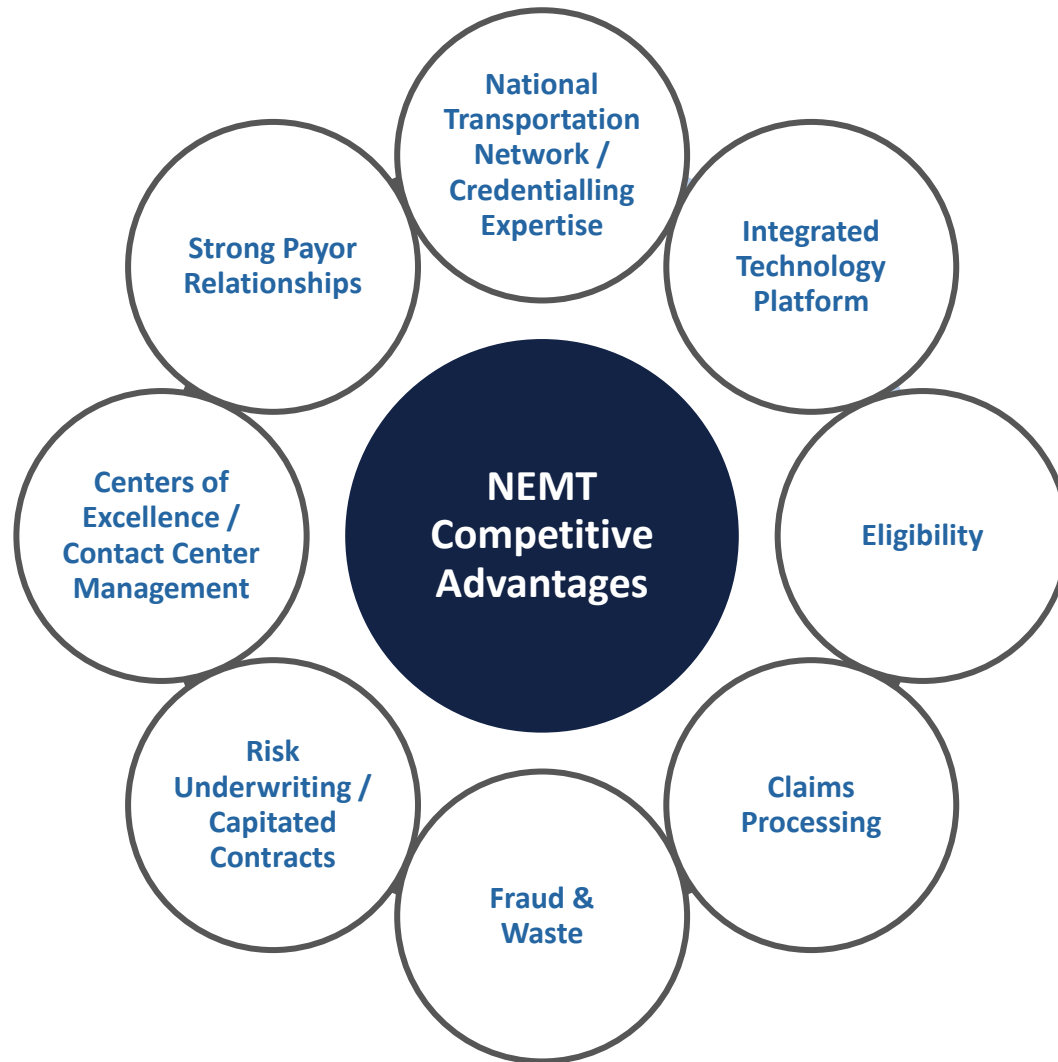 National
Transportation
Network /
Credentialling
Expertise
Integrated
Technology
Platform
Eligibility
Claims
Processing
Fraud &
Waste
Risk
Underwriting /
Capitated
Contracts
Centers of
Excellence /
Contact Center
Management
Strong Payor
Relationships
NEMT
Competitive
Advantages